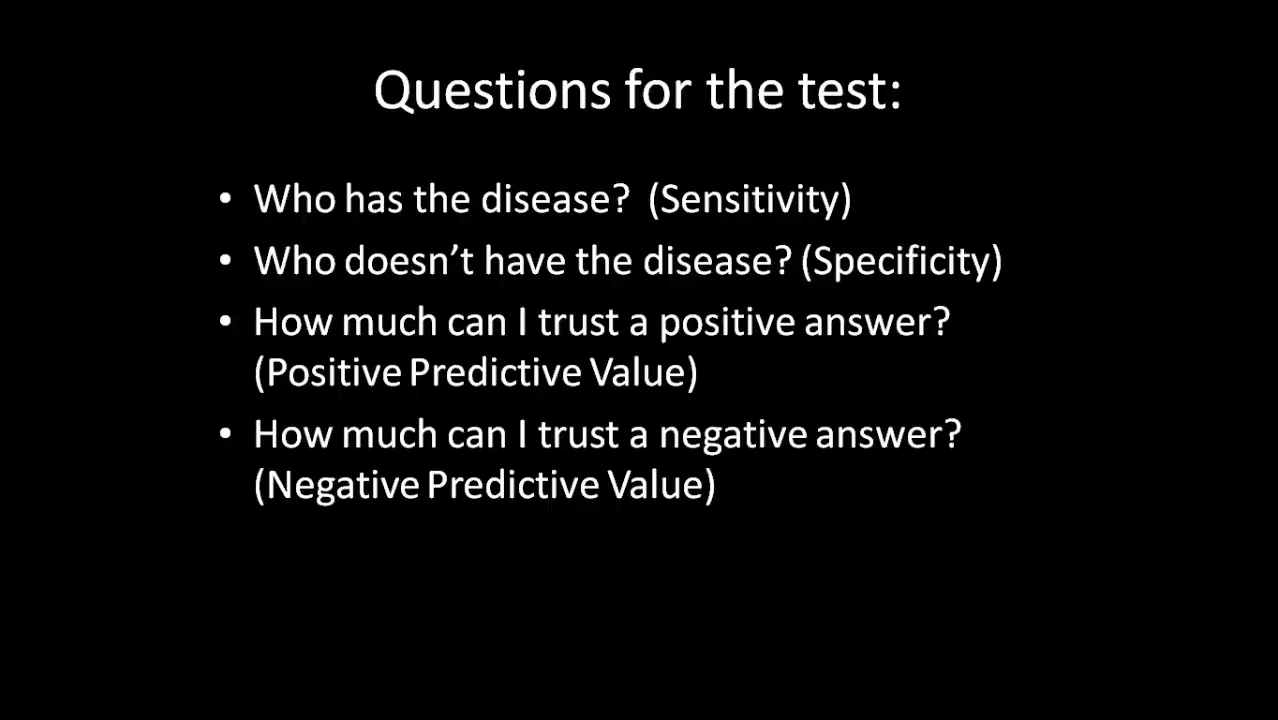 Questions for the test:
• Who has the disease?  (Sensitivity)
• Who doesn’t have the disease? (Specificity)
• How much can I trust a positive answer?
(Positive Predictive Value)
• How much can I trust a negative answer?
(Negative Predictive Value)